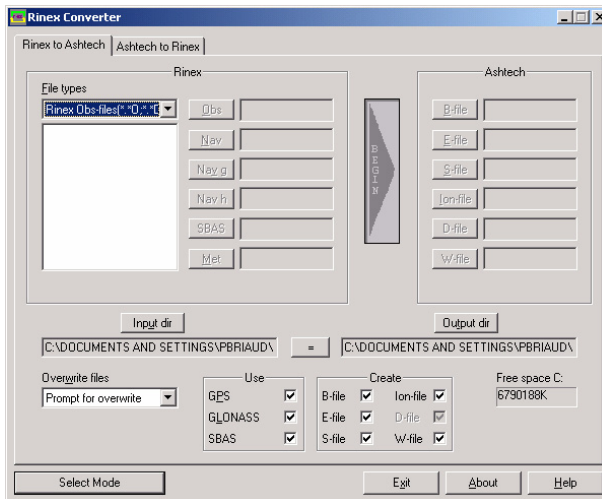 Rinex Converter
Rinex to Ashtech
Ashtech to Rinex
Rinex
Ashtech
File types
Rinex Obs-files(*.*O;*.*D
Obs
Nav
Nav g
Nav h
SBAS
Met
BEGIN
B-file
E-file
S-file
Ion-file
D-file
W-file
Input dir
Output dir
C:\DOCUMENTS AND SETTINGS\PBRIAUD\
=
C:\DOCUMENTS AND SETTINGS\PBRIAUD\
Overwrite files
Prompt for overwrite
Use
GPS
GLONASS
SBAS
Create
B-file
Ion-file
E-file
D-file
S-file
W-file
Free space C:
6790188K
Select Mode
Exit
About
Help